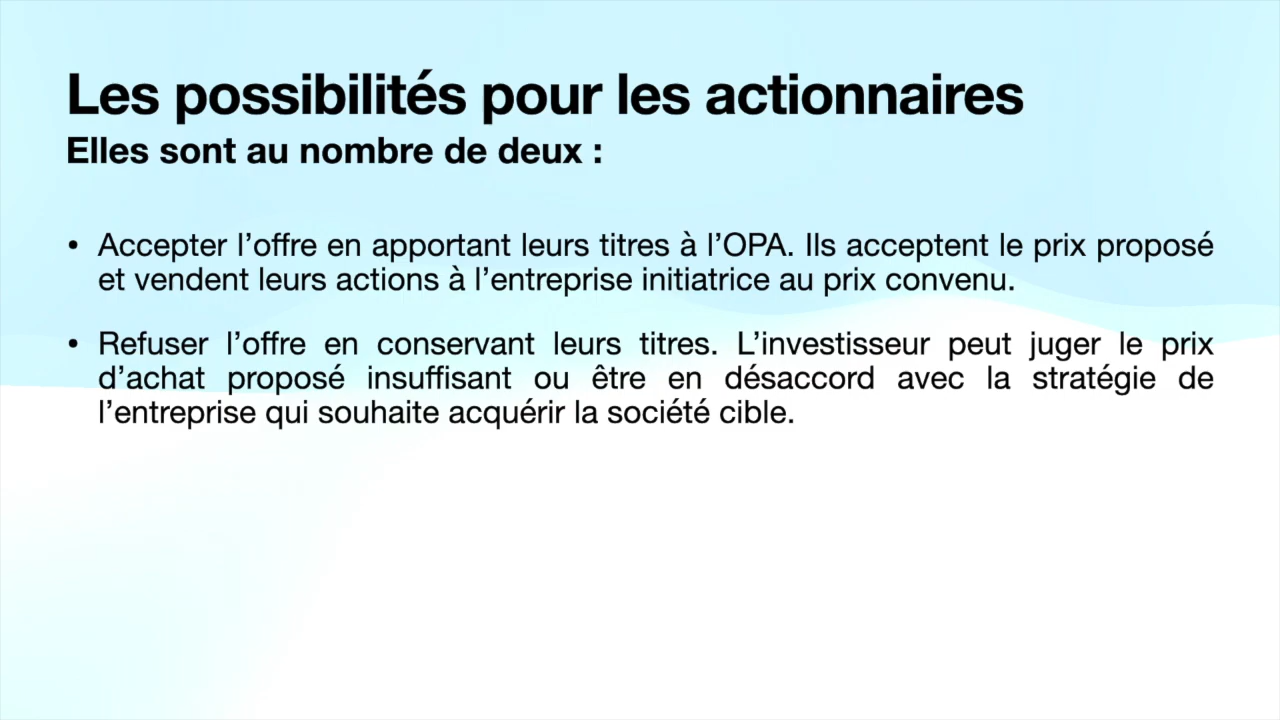 Les possibilités pour les actionnaires
Elles sont au nombre de deux :
• Accepter l’offre en apportant leurs titres à l’OPA. Ils acceptent le prix proposé
et vendent leurs actions à l’entreprise initiatrice au prix convenu.
• Refuser l’offre en conservant leurs titres. L’investisseur peut juger le prix
d’achat proposé insuffisant ou être en désaccord avec la stratégie de
l’entreprise qui souhaite acquérir la société cible.